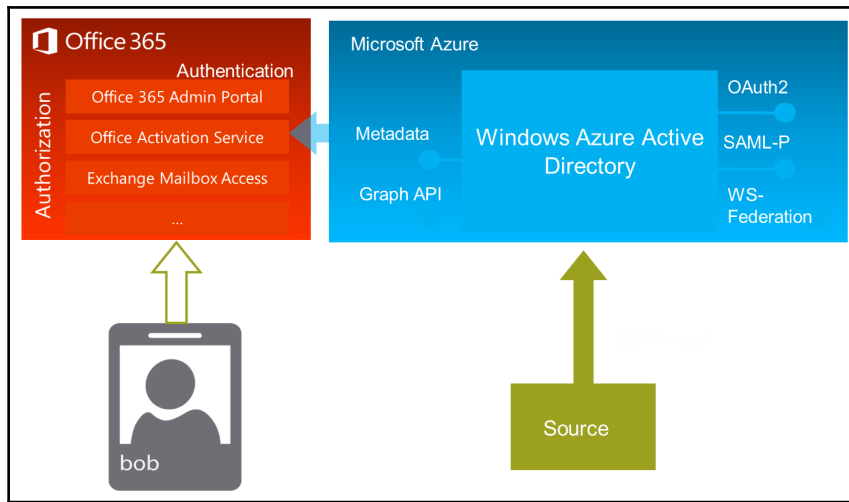 Office 365
Authentication
Authorization
Office 365 Admin Portal
Office Activation Service
Exchange Mailbox Access
...
Microsoft Azure
Metadata
Graph API
Windows Azure Active
Directory
OAuth2
SAML-P
WS-
Federation
bob
Source